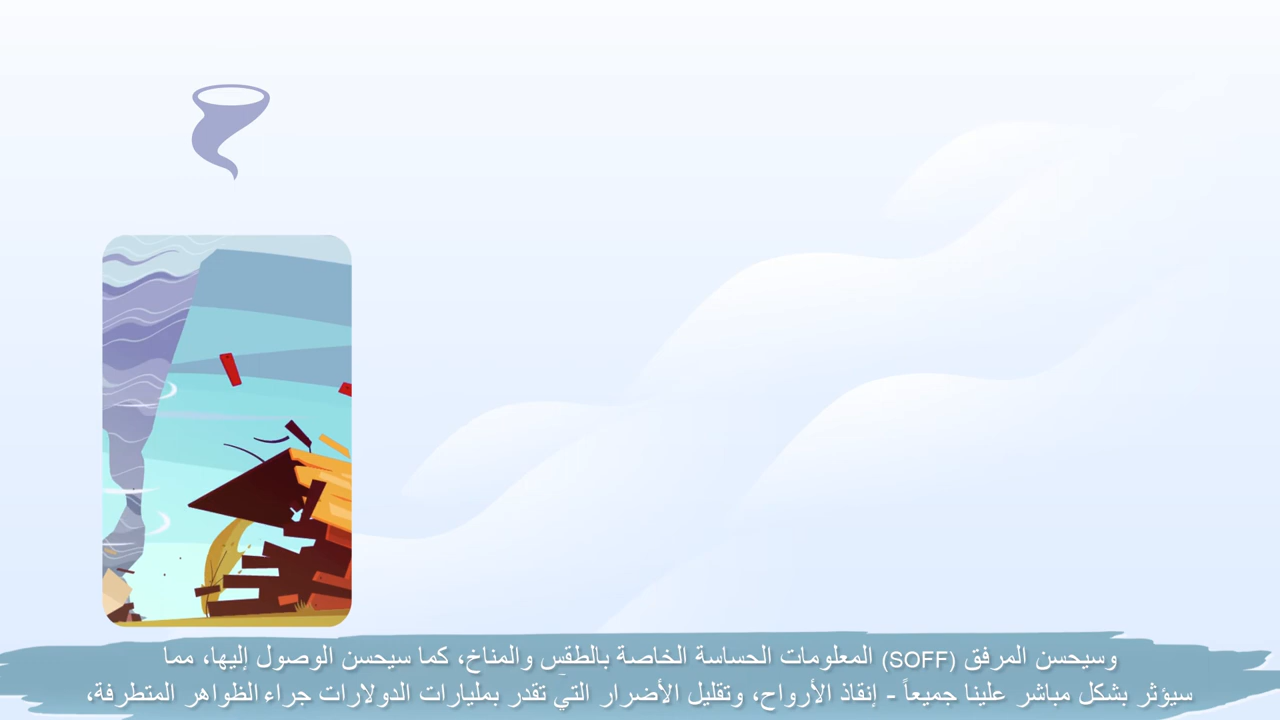 وسيحسن المرفق (SOFF) المعلومات الحساسة الخاصة بالطقس والمناخ، كما سيحسن الوصول إليها، مما
سيؤثر بشكل مباشر علينا جميعاً - إنقاذ الأرواح، وتقليل الأضرار التي تقدر بمليارات الدولارات جراء الظواهر المتطرفة،